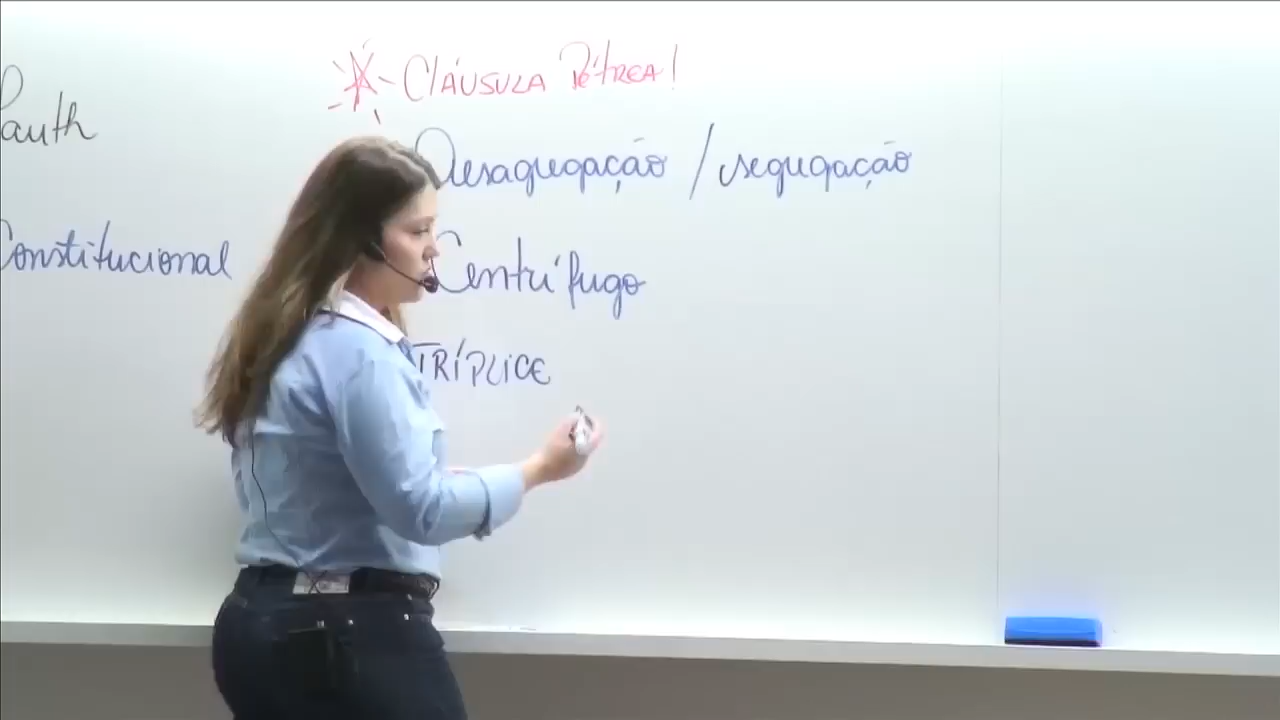 Cláusula Pétrea!
auth
Desagregação / segregação
Constitucional
Centrífugo
TRÍPLICE